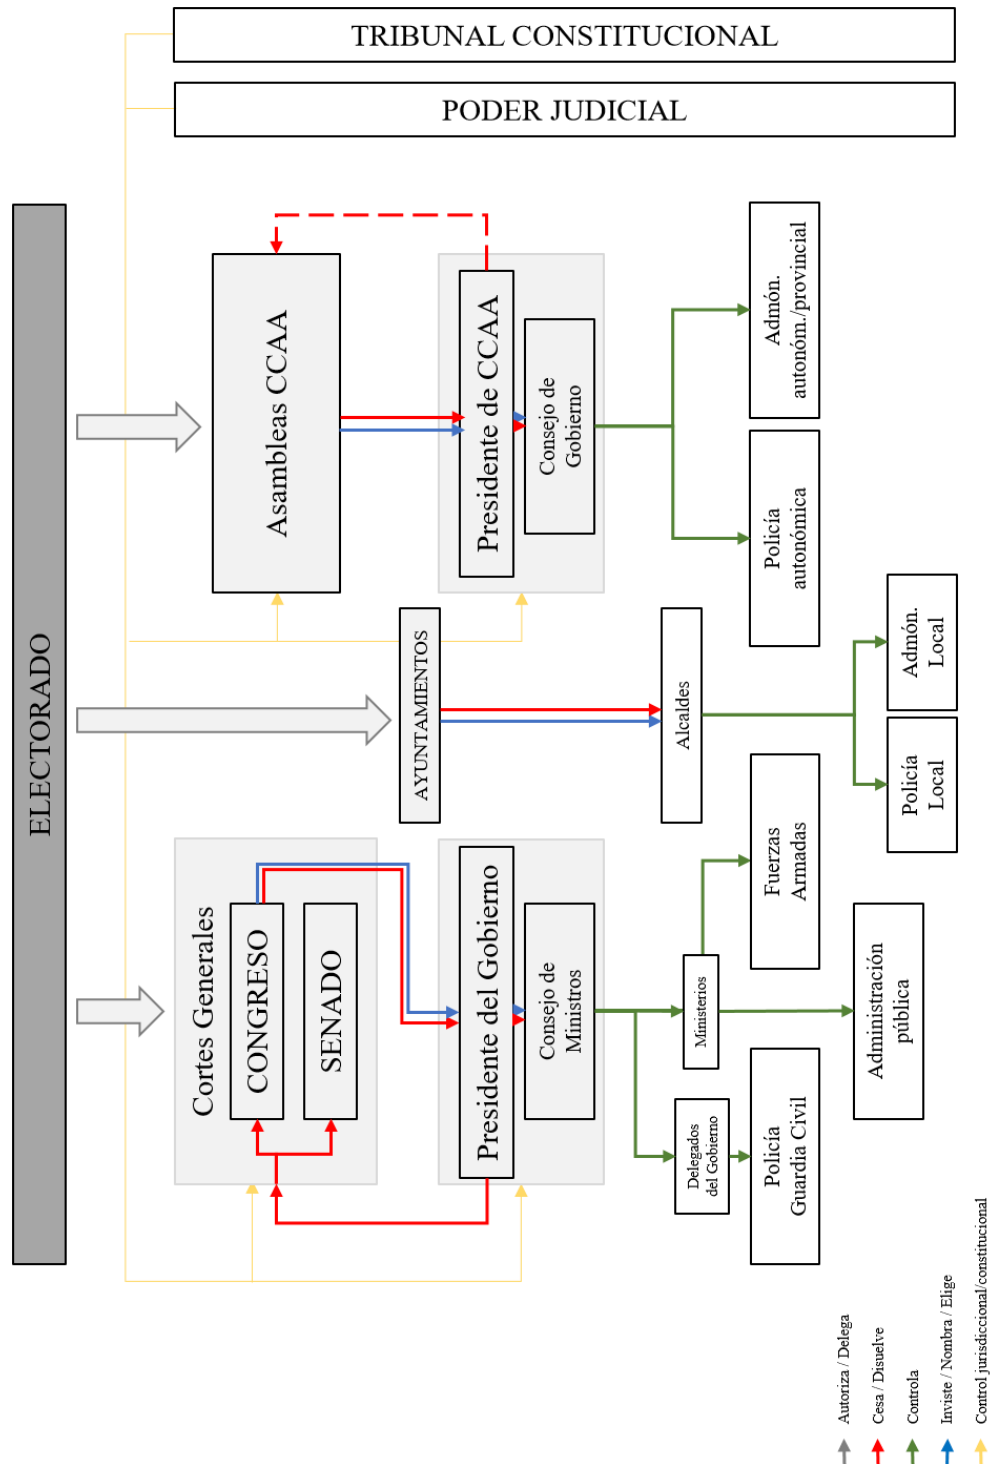 TRIBUNAL CONSTITUCIONAL
PODER JUDICIAL
ELECTORADO
Cortes Generales
CONGRESO
SENADO
AYUNTAMIENTOS
Asambleas CCAA
Presidente del Gobierno
Consejo de
Ministros
Alcaldes
Presidente de CCAA
Consejo de
Gobierno
Delegados
del Gobierno
Ministerios
Policía
Guardia Civil
Administración
pública
Fuerzas
Armadas
Policía
Local
Admón.
Local
Policía
autonómica
Admón.
autonóm./provincial
Autoriza / Delega
Cesa / Disuelve
Controla
Inviste / Nombra / Elige
Control jurisdiccional/constitucional